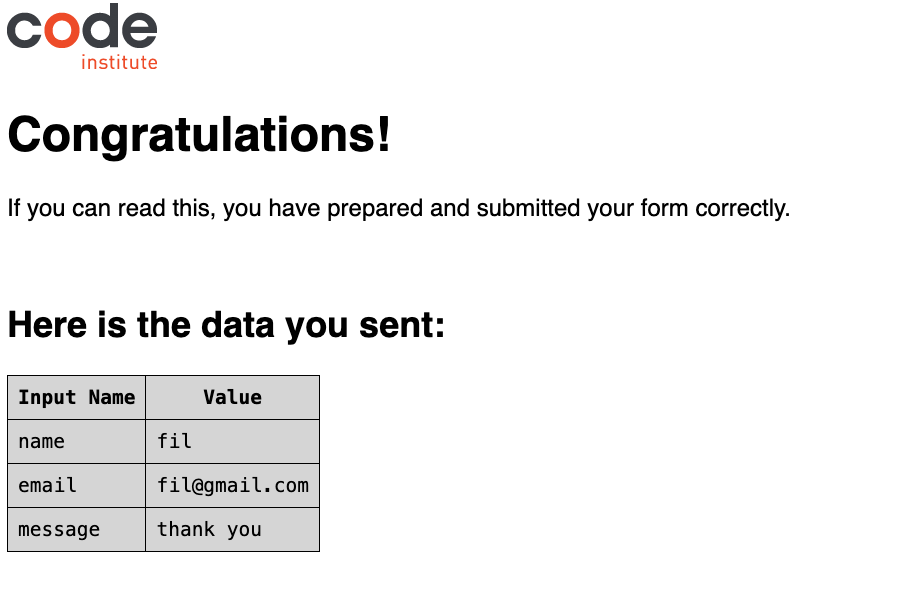 code
institute
Congratulations!
If you can read this, you have prepared and submitted your form correctly.
Here is the data you sent:
Input Name Value
name fil
email fil@gmail.com
message thank you